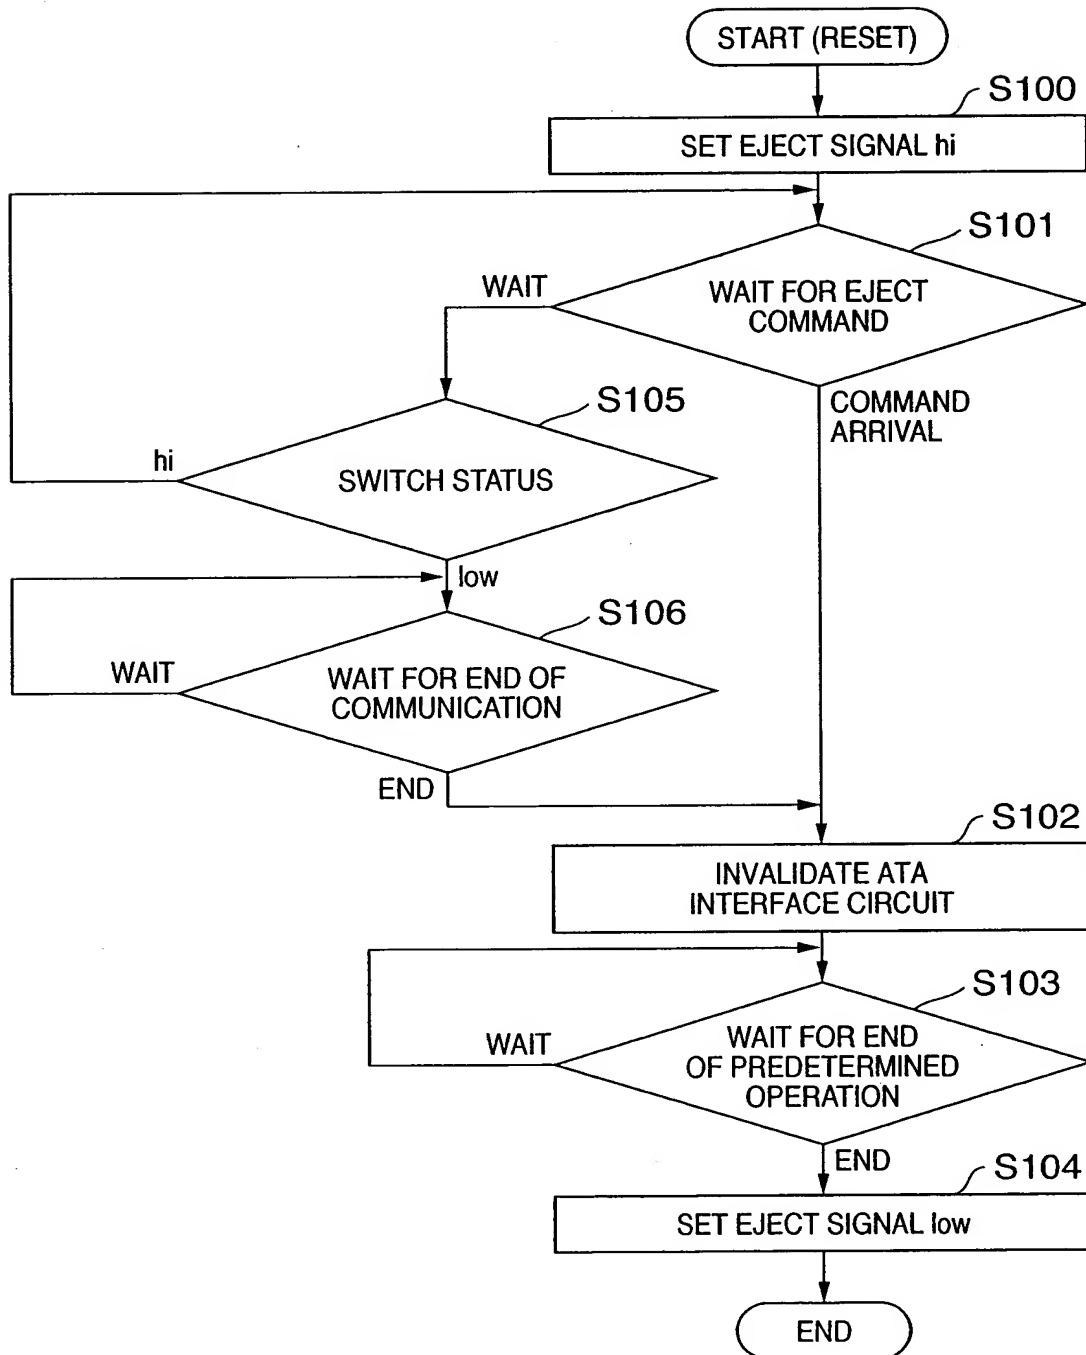 START (RESET)
S100
SET EJECT SIGNAL hi
S101
WAIT
WAIT FOR EJECT
COMMAND
COMMAND
ARRIVAL
S105
hi
SWITCH STATUS
low
S106
WAIT
WAIT FOR END OF
COMMUNICATION
END
S102
INVALIDATE ATA
INTERFACE CIRCUIT
S103
WAIT
WAIT FOR END
OF PREDETERMINED
OPERATION
END
S104
SET EJECT SIGNAL low
END